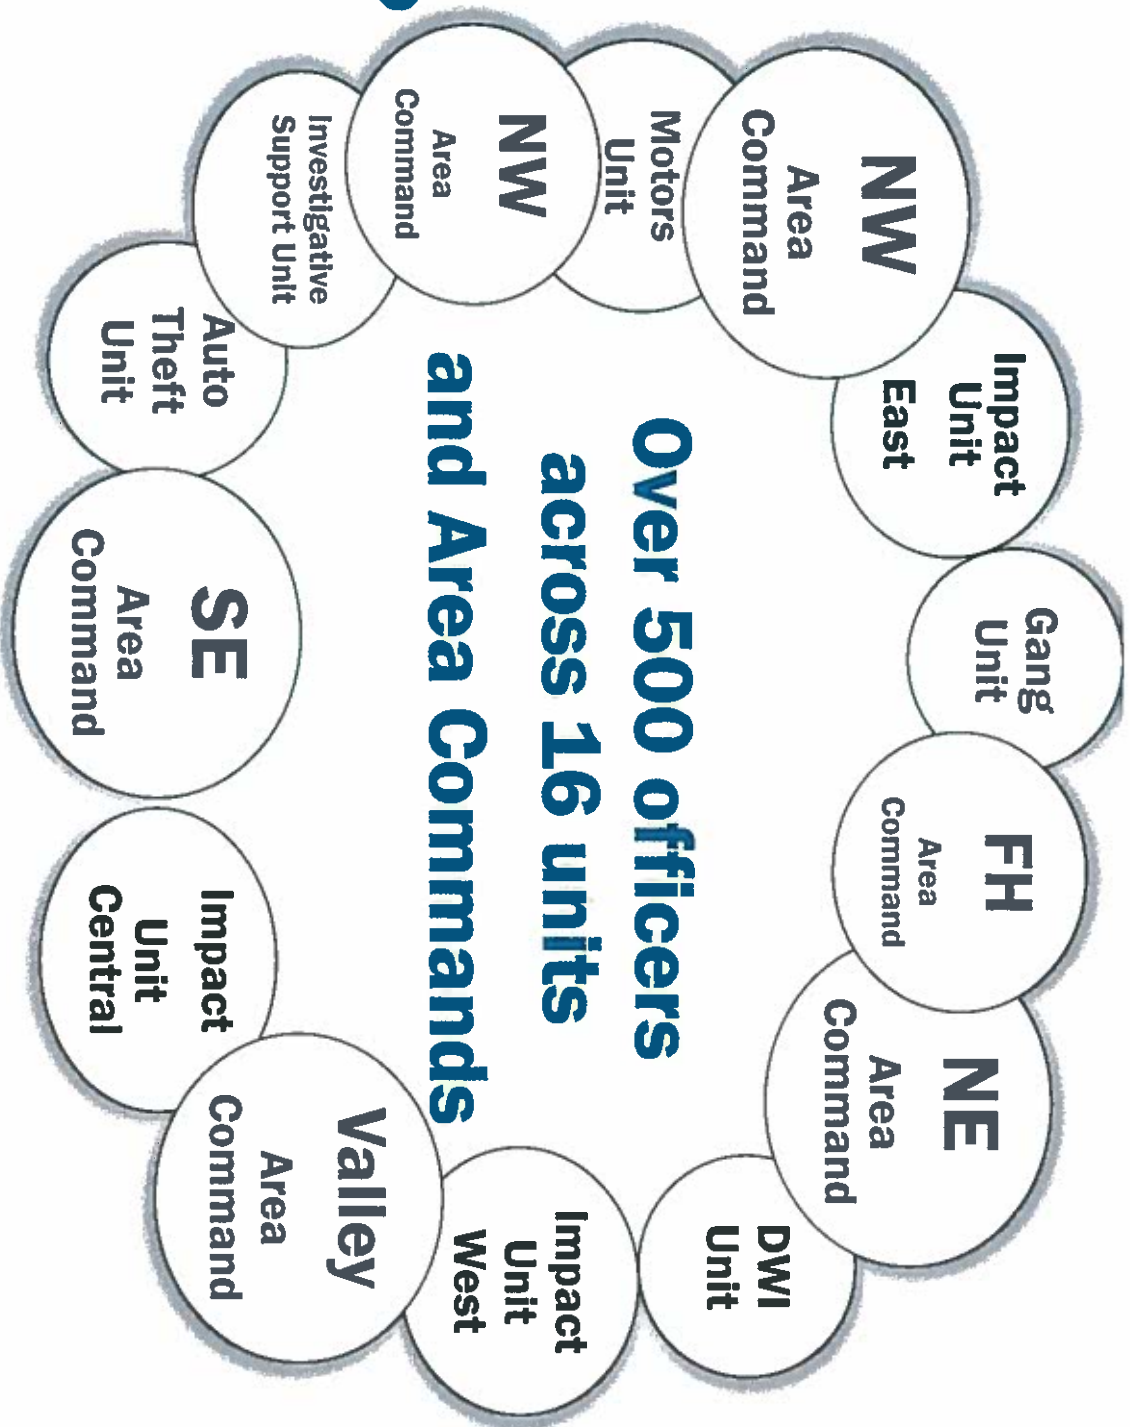 Gang
Unit
FH
Area
Command
Impact
Unit
East
NE
Area
Command
NW
Area
Command
DWI
Unit
Motors
Unit
Over 500 officers
across 16 units
and Area Commands
Impact
Unit
West
NW
Area
Command
Valley
Area
Command
Investigative
Support Unit
Impact
Unit
Central
Auto
Theft
Unit
SE
Area
Command